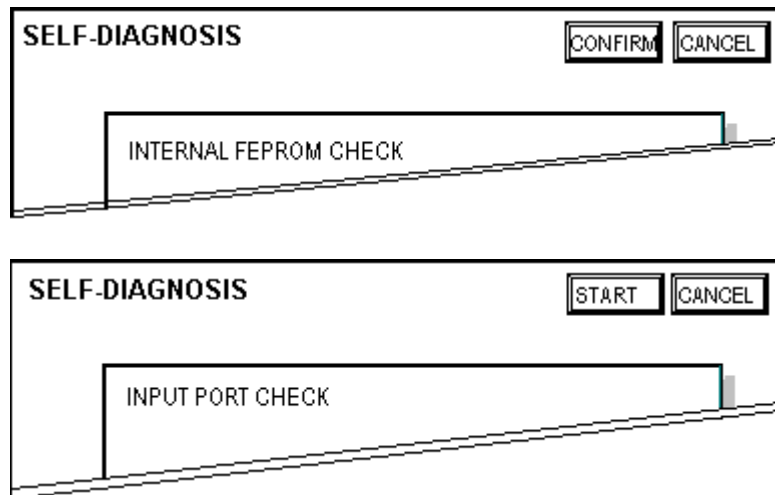 SELF-DIAGNOSIS CONFIRM CANCEL
INTERNAL FEPROM CHECK
SELF-DIAGNOSIS START CANCEL
INPUT PORT CHECK